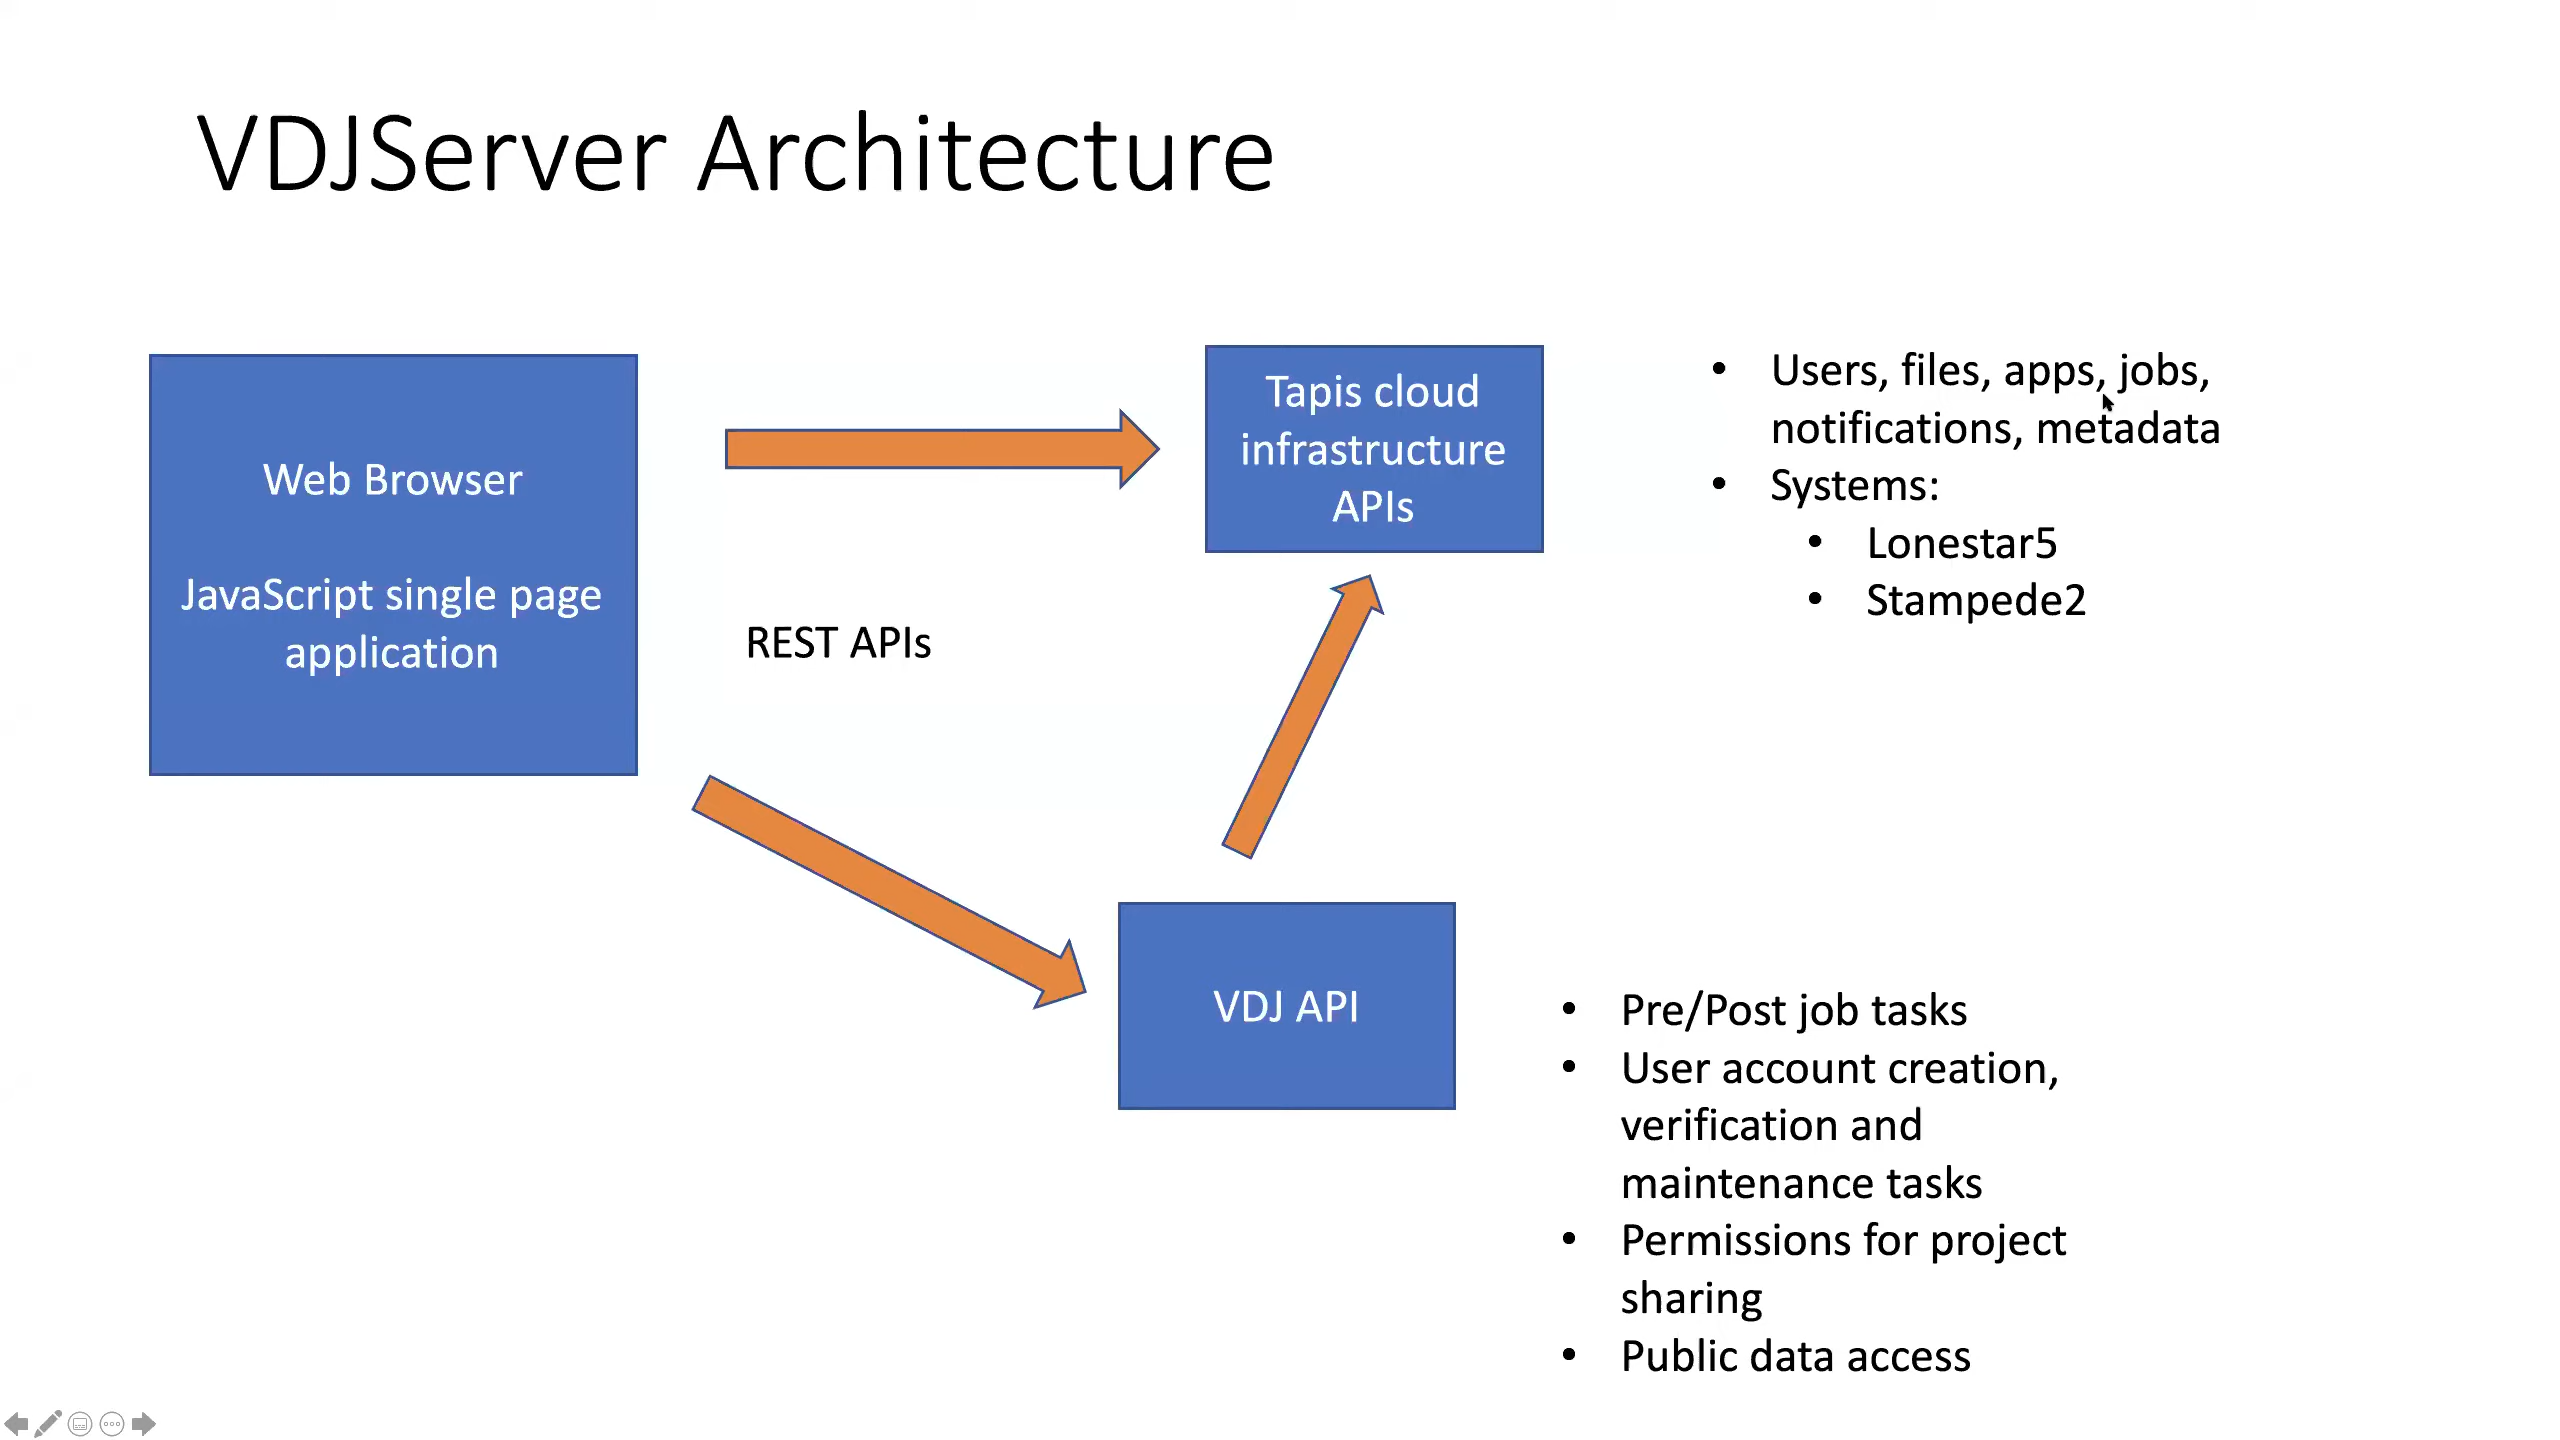 VDJServer Architecture
Web Browser
JavaScript single page
application
REST APIs
Tapis cloud
infrastructure
APIs
• Users, files, apps, jobs,
notifications, metadata
• Systems:
• Lonestar5
• Stampede2
VDJ API
• Pre/Post job tasks
• User account creation,
verification and
maintenance tasks
• Permissions for project
sharing
• Public data access